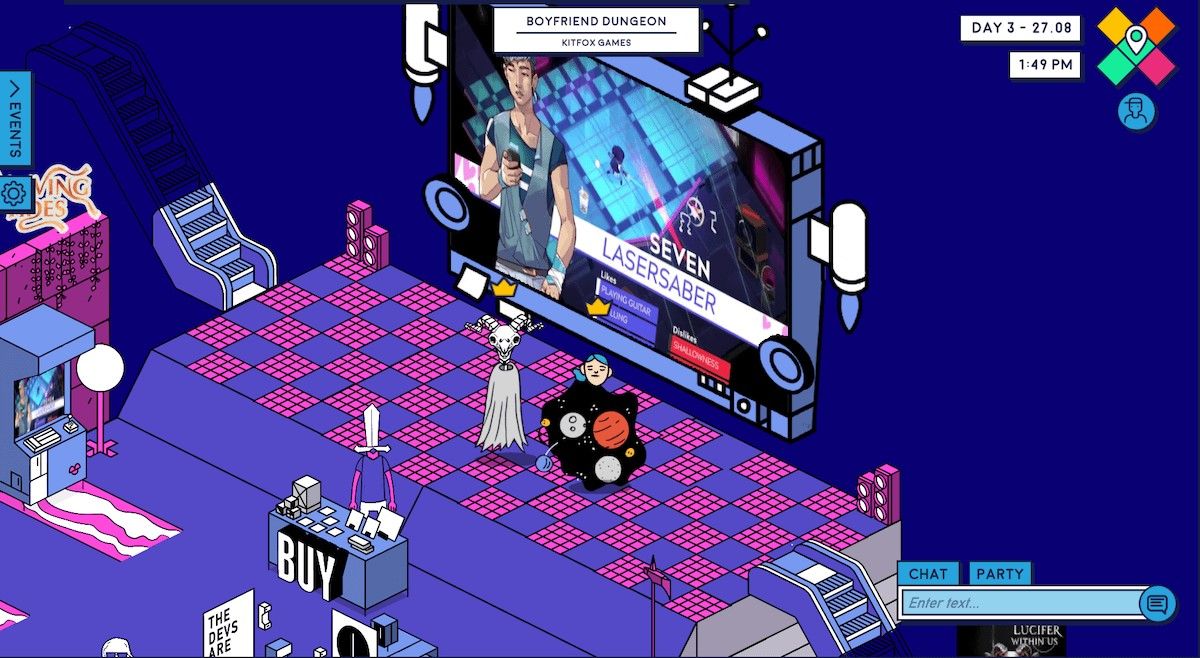 BOYFRIEND DUNGEON
KITFOX GAMES
DAY 3 - 27.08
1:49 PM
EVENTS
SEVEN
LASERSABER
Likes
PLAYING GUITAR
Dislikes
SHALLOWNESS
BUY
THE
DEVS
ARE
CHAT
PARTY
Enter text...
LUCIFER
WITHIN US